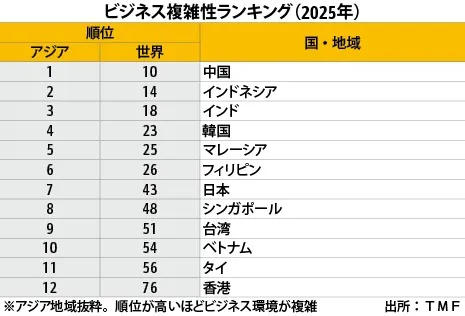 ビジネス複雑性ランキング（2025年）
順位 国・地域
アジア 世界
1 10 中国
2 14 インドネシア
3 18 インド
4 23 韓国
5 25 マレーシア
6 26 フィリピン
7 43 日本
8 48 シンガポール
9 51 台湾
10 54 ベトナム
11 56 タイ
12 76 香港
※アジア地域抜粋。順位が高いほどビジネス環境が複雑 出所：ＴＭＦ